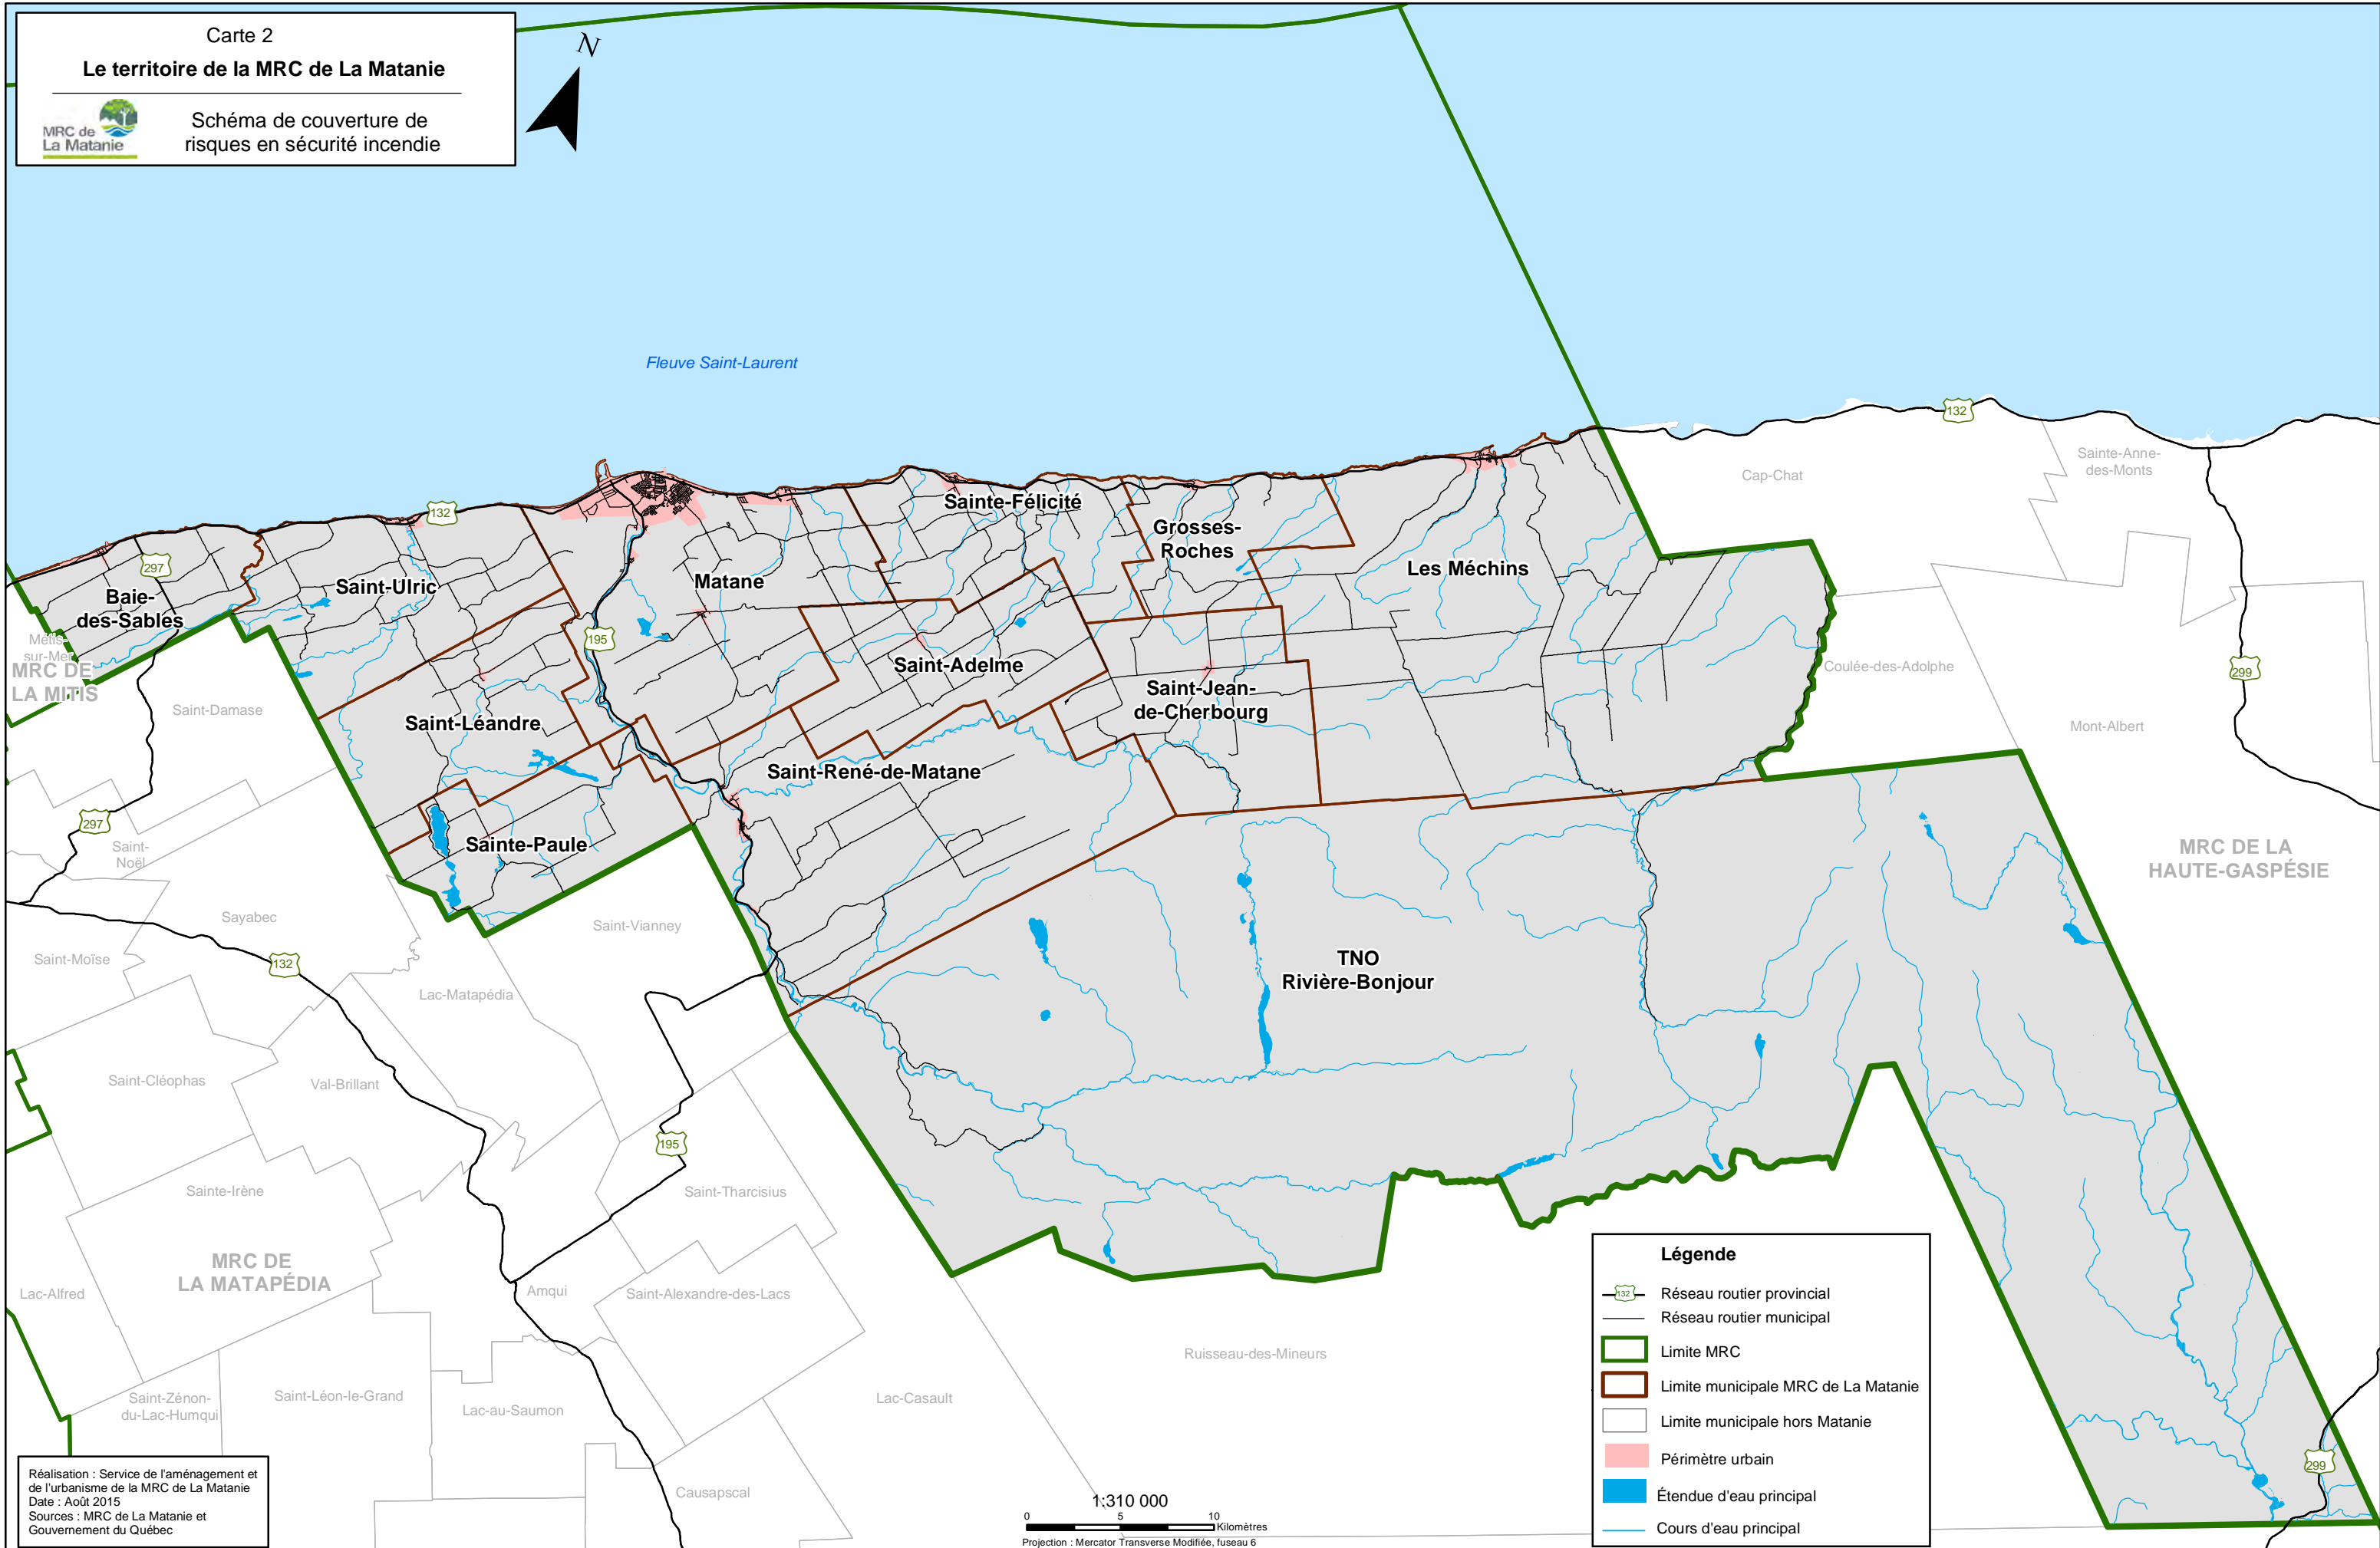 Carte 2
Le territoire de la MRC de La Matanie
MRC de
La Matanie
Schéma de couverture de
risques en sécurité incendie
N
Fleuve Saint-Laurent
132
Cap-Chat
Sainte-Anne-
des-Monts
132
297
Baie-
des-Sables
Saint-Ulric
Matane
Sainte-Félicité
Grosses-
Roches
Les Méchins
195
Métis-
sur-Mer
MRC DE
LA MITIS
Saint-Damase
Saint-Léandre
Saint-Adelme
Saint-Jean-
de-Cherbourg
Coulée-des-Adolphe
299
Mont-Albert
Saint-René-de-Matane
Sainte-Paule
297
Saint-
Noël
MRC DE LA
HAUTE-GASPÉSIE
Sayabec
Saint-Vianney
Saint-Moïse
132
Lac-Matapédia
TNO
Rivière-Bonjour
Saint-Cléophas
Val-Brillant
195
Sainte-Irène
Saint-Tharcisius
MRC DE
LA MATAPÉDIA
Lac-Alfred
Amqui
Saint-Alexandre-des-Lacs
Ruisseau-des-Mineurs
Saint-Zénon-
du-Lac-Humqui
Saint-Léon-le-Grand
Lac-au-Saumon
Lac-Casault
Causapscal
299
Légende
132
Réseau routier provincial
Réseau routier municipal
Limite MRC
Limite municipale MRC de La Matanie
Limite municipale hors Matanie
Périmètre urbain
Étendue d'eau principal
Cours d'eau principal
Réalisation : Service de l'aménagement et
de l'urbanisme de la MRC de La Matanie
Date : Août 2015
Sources : MRC de La Matanie et
Gouvernement du Québec
1:310 000
0 5 10
Kilomètres
Projection : Mercator Transverse Modifiée, fuseau 6